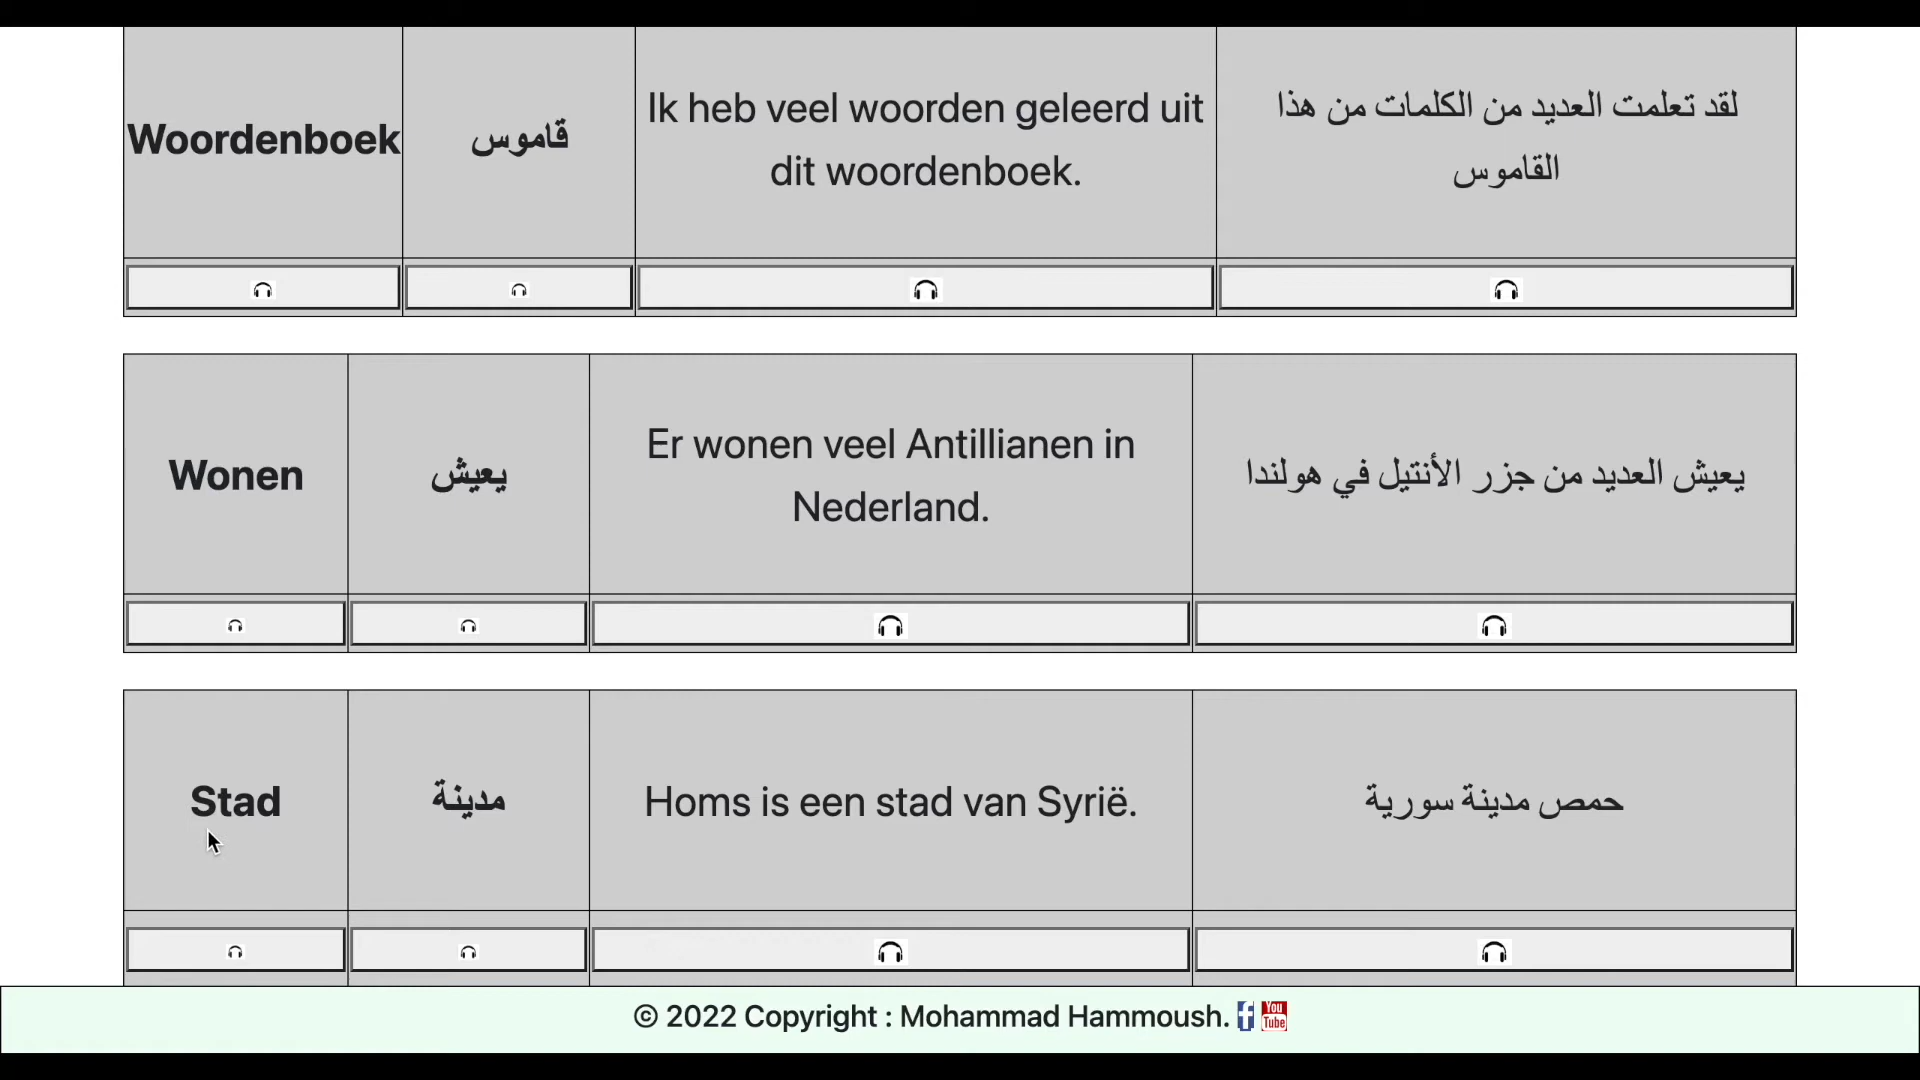 Woordenboek
قاموس
Ik heb veel woorden geleerd uit
dit woordenboek.
لقد تعلمت العديد من الكلمات من هذا
القاموس
Wonen
يعيش
Er wonen veel Antillianen in
Nederland.
يعيش العديد من جزر الأنتيل في هولندا
Stad
مدينة
Homs is een stad van Syrië.
حمص مدينة سورية
© 2022 Copyright : Mohammad Hammoush. f You Tube